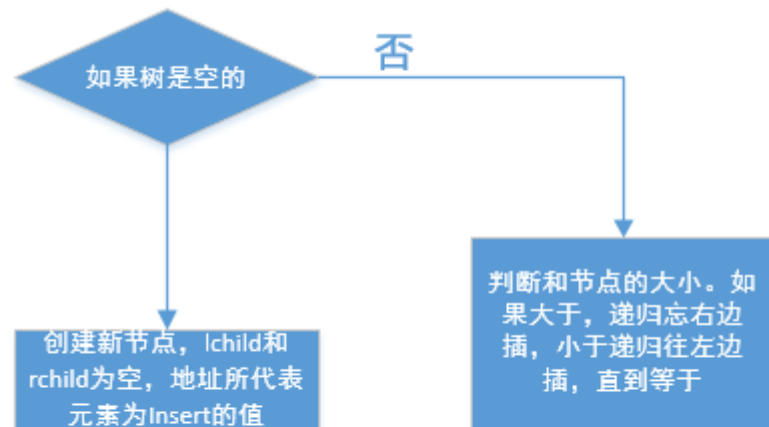 如果树是空的
否
创建新节点，lchild和
rchild为空，地址所代表
元素为Insert的值
判断和节点的大小。如
果大于，递归忘右边
插，小于递归往左边
插，直到等于